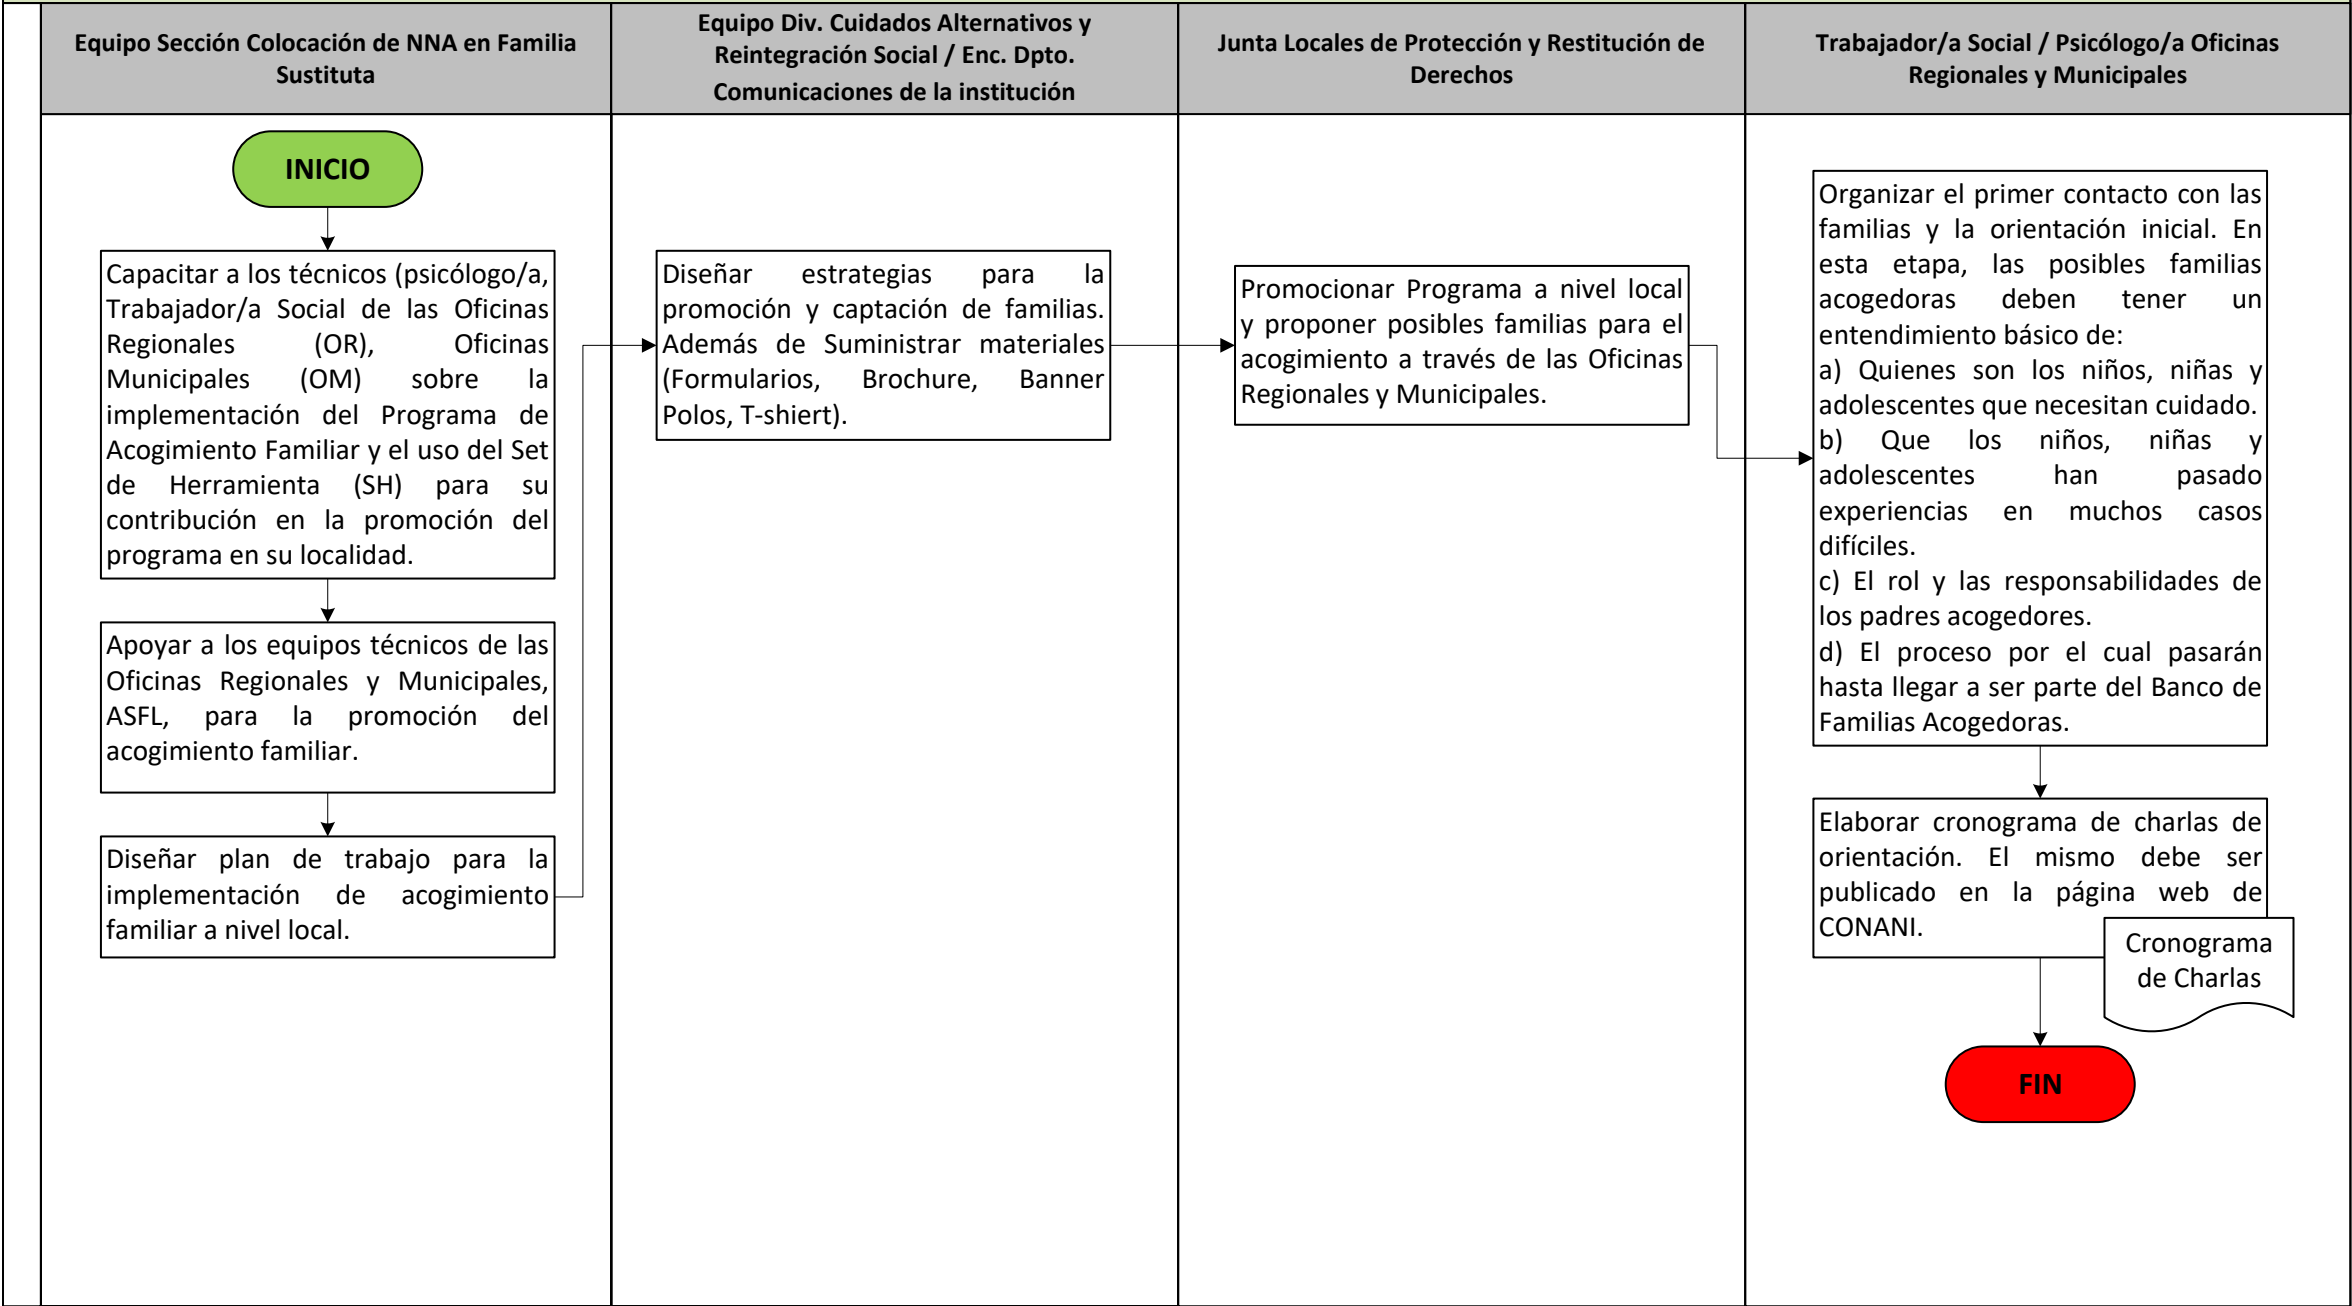 Equipo Sección Colocación de NNA en Familia
Sustituta
Equipo Div. Cuidados Alternativos y
Reintegración Social / Enc. Dpto.
Comunicaciones de la institución
Junta Locales de Protección y Restitución de
Derechos
Trabajador/a Social / Psicólogo/a Oficinas
Regionales y Municipales
INICIO
Capacitar a los técnicos (psicólogo/a,
Trabajador/a Social de las Oficinas
Regionales (OR), Oficinas
Municipales (OM) sobre la
implementación del Programa de
Acogimiento Familiar y el uso del Set
de Herramienta (SH) para su
contribución en la promoción del
programa en su localidad.
Apoyar a los equipos técnicos de las
Oficinas Regionales y Municipales,
ASFL, para la promoción del
acogimiento familiar.
Diseñar plan de trabajo para la
implementación de acogimiento
familiar a nivel local.
Diseñar estrategias para la
promoción y captación de familias.
Además de Suministrar materiales
(Formularios, Brochure, Banner
Polos, T-shiert).
Promocionar Programa a nivel local
y proponer posibles familias para el
acogimiento a través de las Oficinas
Regionales y Municipales.
Organizar el primer contacto con las
familias y la orientación inicial. En
esta etapa, las posibles familias
acogedoras deben tener un
entendimiento básico de:
a) Quienes son los niños, niñas y
adolescentes que necesitan cuidado.
b) Que los niños, niñas y
adolescentes han pasado
experiencias en muchos casos
difíciles.
c) El rol y las responsabilidades de
los padres acogedores.
d) El proceso por el cual pasarán
hasta llegar a ser parte del Banco de
Familias Acogedoras.
Elaborar cronograma de charlas de
orientación. El mismo debe ser
publicado en la página web de
CONANI.
Cronograma
de Charlas
FIN